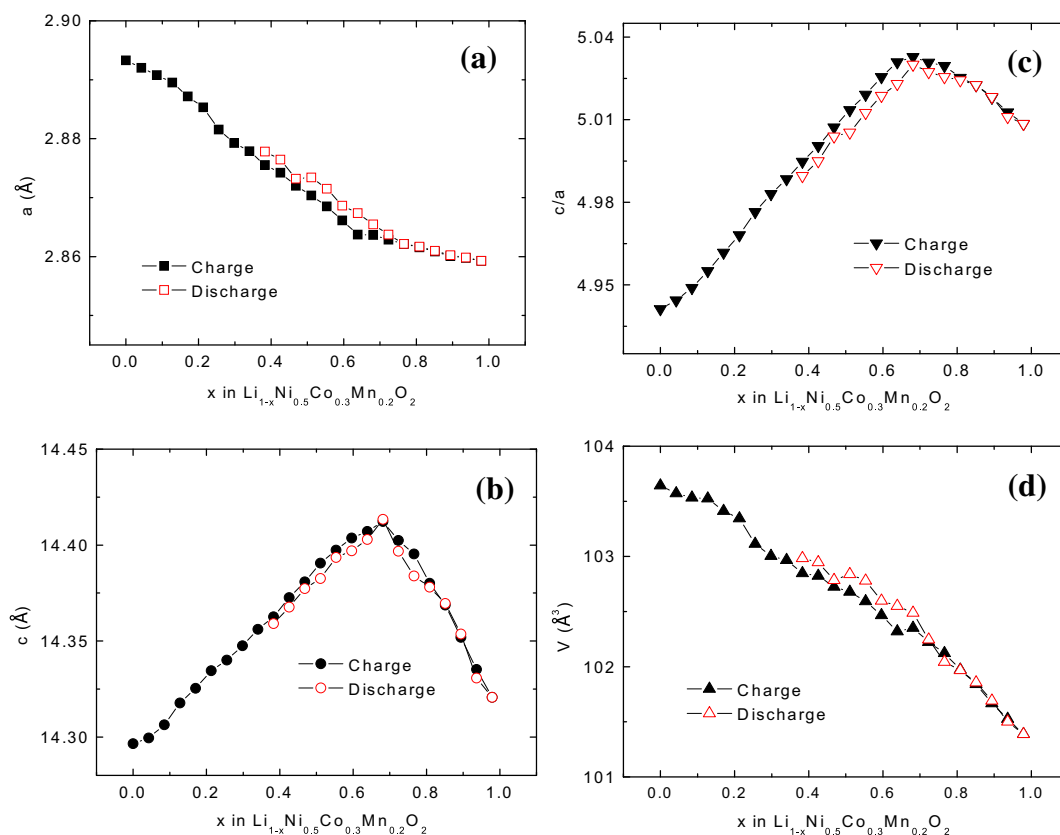 (a)
2.90
2.88
2.86
a (Å)
Charge
Discharge
0.0 0.2 0.4 0.6 0.8 1.0
x in Li1-xNi0.5Co0.3Mn0.2O2
(c)
5.04
5.01
4.98
4.95
c/a
Charge
Discharge
0.0 0.2 0.4 0.6 0.8 1.0
x in Li1-xNi0.5Co0.3Mn0.2O2
(b)
14.45
14.40
14.35
14.30
c (Å)
Charge
Discharge
0.0 0.2 0.4 0.6 0.8 1.0
x in Li1-xNi0.5Co0.3Mn0.2O2
(d)
104
103
102
101
V (Å³)
Charge
Discharge
0.0 0.2 0.4 0.6 0.8 1.0
x in Li1-xNi0.5Co0.3Mn0.2O2